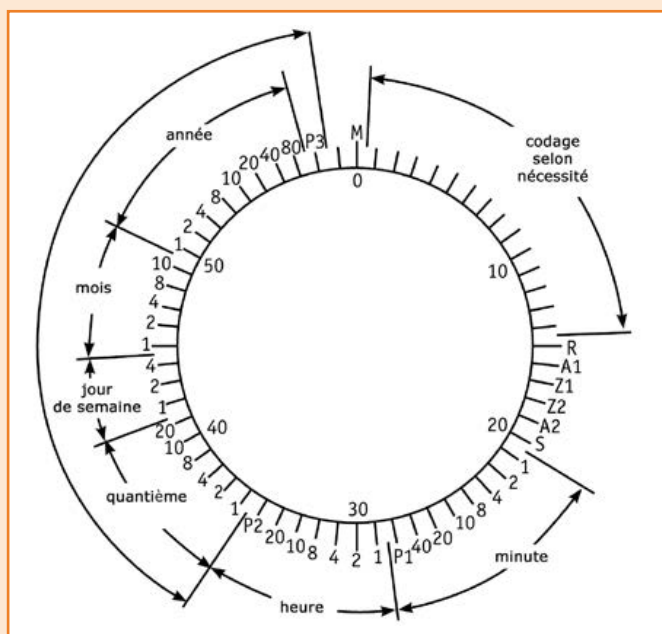 M
0
codage
selon
nécessité
10
R
A1
Z1
Z2
A2
S
20
1
2
4
8
10
20
40
P1
minute
1
2
4
8
10
20
P2
30
heure
1
2
4
8
10
20
40
quantième
1
2
4
jour
de semaine
1
2
4
8
10
mois
50
1
2
4
8
10
20
40
80
P3
année